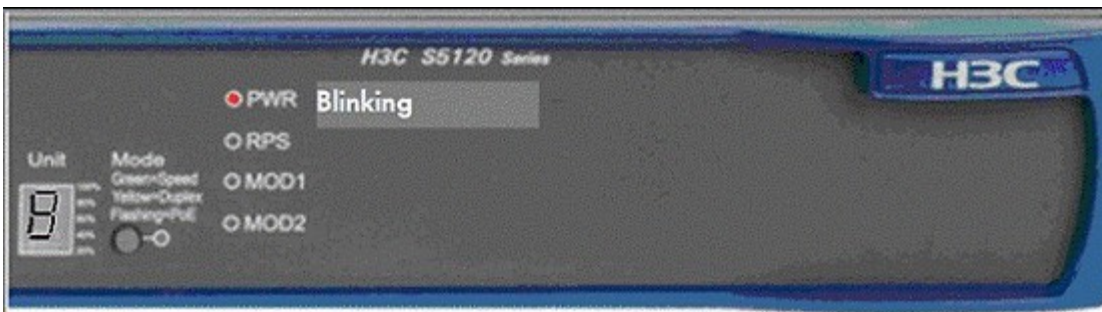 H3C S5120 Series
H3C
PWR Blinking
RPS
Unit
Mode
Green=Speed
Yellow=Duplex
Flashing=PoE
MOD1
MOD2